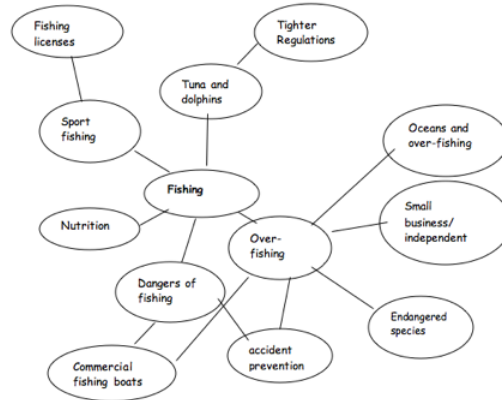 Fishing
licenses
Tighter
Regulations
Tuna and
dolphins
Sport
fishing
Oceans and
over-fishing
Fishing
Small
business/
independent
Nutrition
Over-
fishing
Dangers of
fishing
Endangered
species
Commercial
fishing boats
accident
prevention